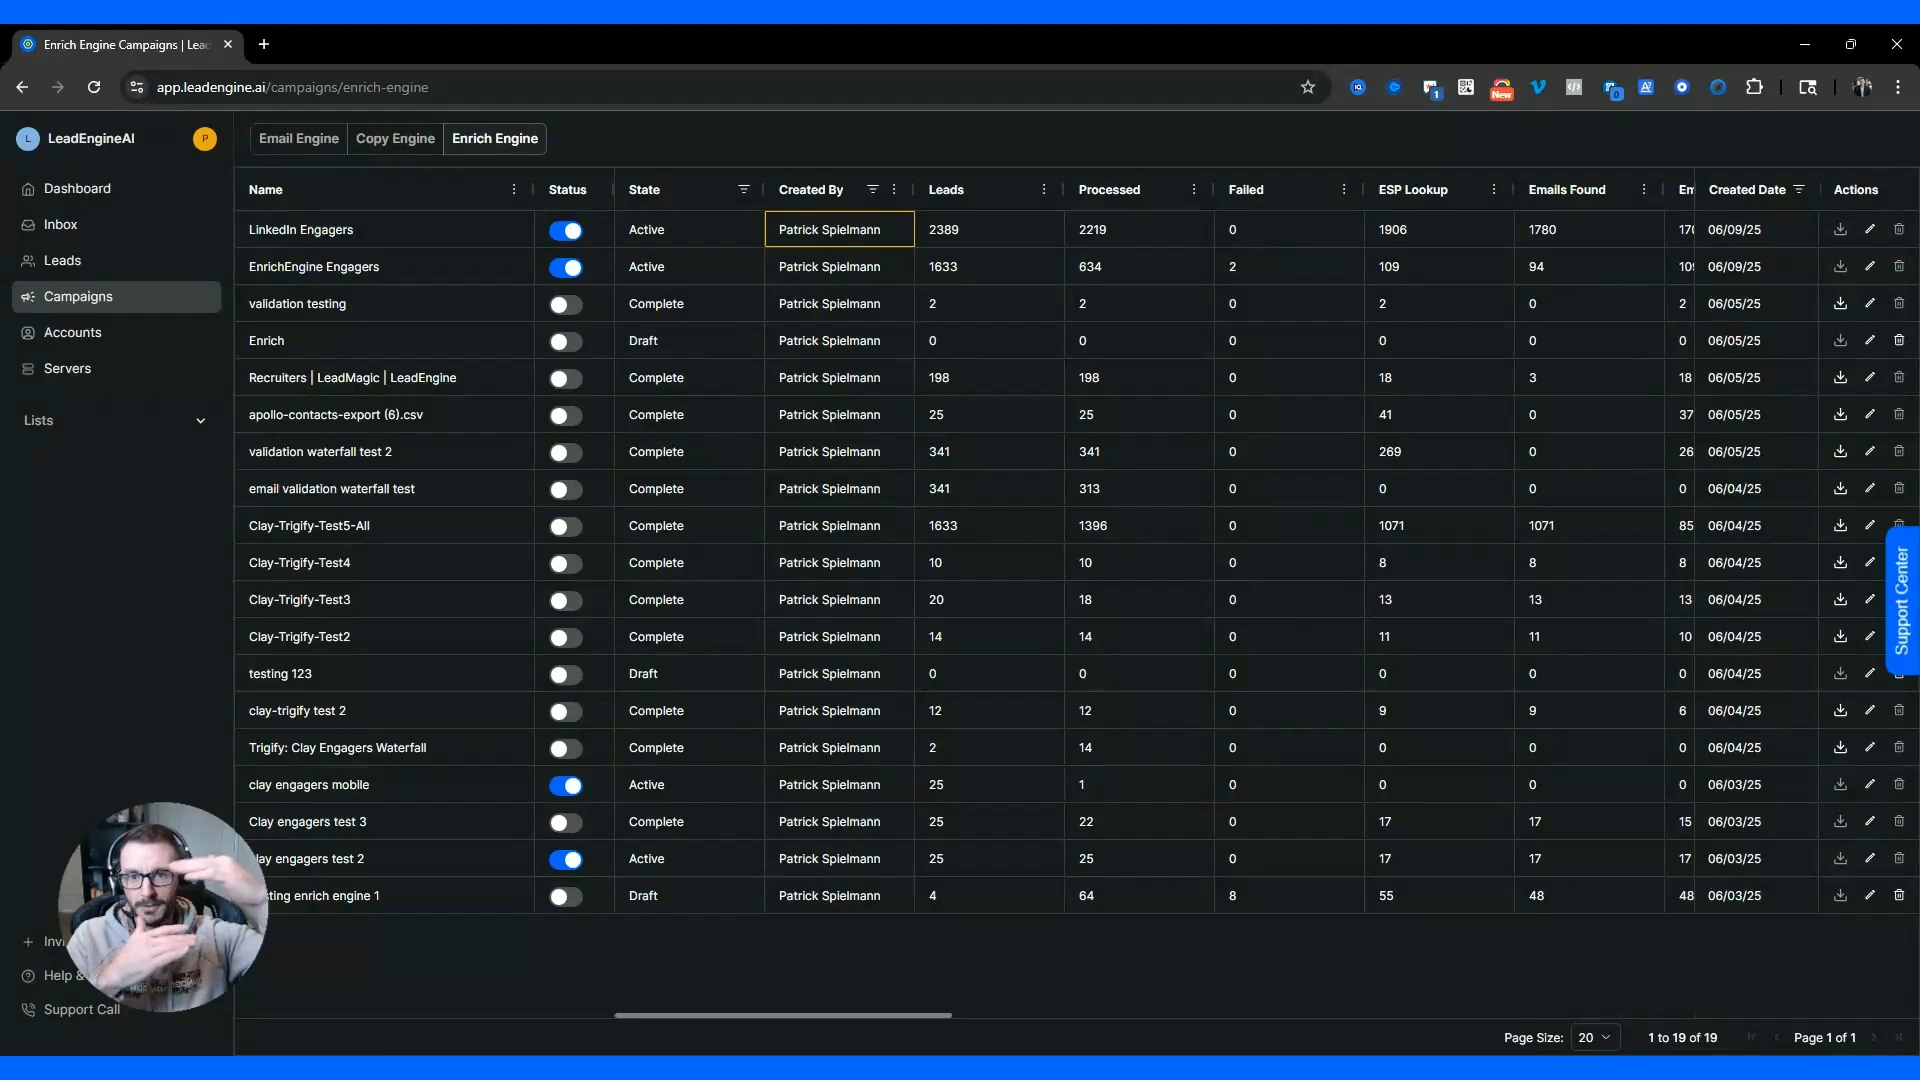 Enrich Engine Campaigns | Lead
app.leadengine.ai/campaigns/enrich-engine
1
New
0
L LeadEngineAI P
Email Engine Copy Engine Enrich Engine
Dashboard
Inbox
Leads
Campaigns
Accounts
Servers
Lists
Name Status State Created By Leads Processed Failed ESP Lookup Emails Found Em Created Date Actions
LinkedIn Engagers Active Patrick Spielmann 2389 2219 0 1906 1780 170 06/09/25
EnrichEngine Engagers Active Patrick Spielmann 1633 634 2 109 94 10 06/09/25
validation testing Complete Patrick Spielmann 2 2 0 2 0 2 06/05/25
Enrich Draft Patrick Spielmann 0 0 0 0 0 0 06/05/25
Recruiters | LeadMagic | LeadEngine Complete Patrick Spielmann 198 198 0 18 3 18 06/05/25
apollo-contacts-export (6).csv Complete Patrick Spielmann 25 25 0 41 0 37 06/05/25
validation waterfall test 2 Complete Patrick Spielmann 341 341 0 269 0 26 06/05/25
email validation waterfall test Complete Patrick Spielmann 341 313 0 0 0 0 06/04/25
Clay-Trigify-Test5-All Complete Patrick Spielmann 1633 1396 0 1071 1071 85 06/04/25
Clay-Trigify-Test4 Complete Patrick Spielmann 10 10 0 8 8 8 06/04/25
Clay-Trigify-Test3 Complete Patrick Spielmann 20 18 0 13 13 13 06/04/25
Clay-Trigify-Test2 Complete Patrick Spielmann 14 14 0 11 11 10 06/04/25
testing 123 Draft Patrick Spielmann 0 0 0 0 0 0 06/04/25
clay-trigify test 2 Complete Patrick Spielmann 12 12 0 9 9 6 06/04/25
Trigify: Clay Engagers Waterfall Complete Patrick Spielmann 2 14 0 0 0 0 06/04/25
clay engagers mobile Active Patrick Spielmann 25 1 0 0 0 0 06/03/25
Clay engagers test 3 Complete Patrick Spielmann 25 22 0 17 17 15 06/03/25
lay engagers test 2 Active Patrick Spielmann 25 25 0 17 17 17 06/03/25
sting enrich engine 1 Draft Patrick Spielmann 4 64 8 55 48 48 06/03/25
Support Center
Invi
Help &
Support Call
Page Size: 20 1 to 19 of 19 Page 1 of 1